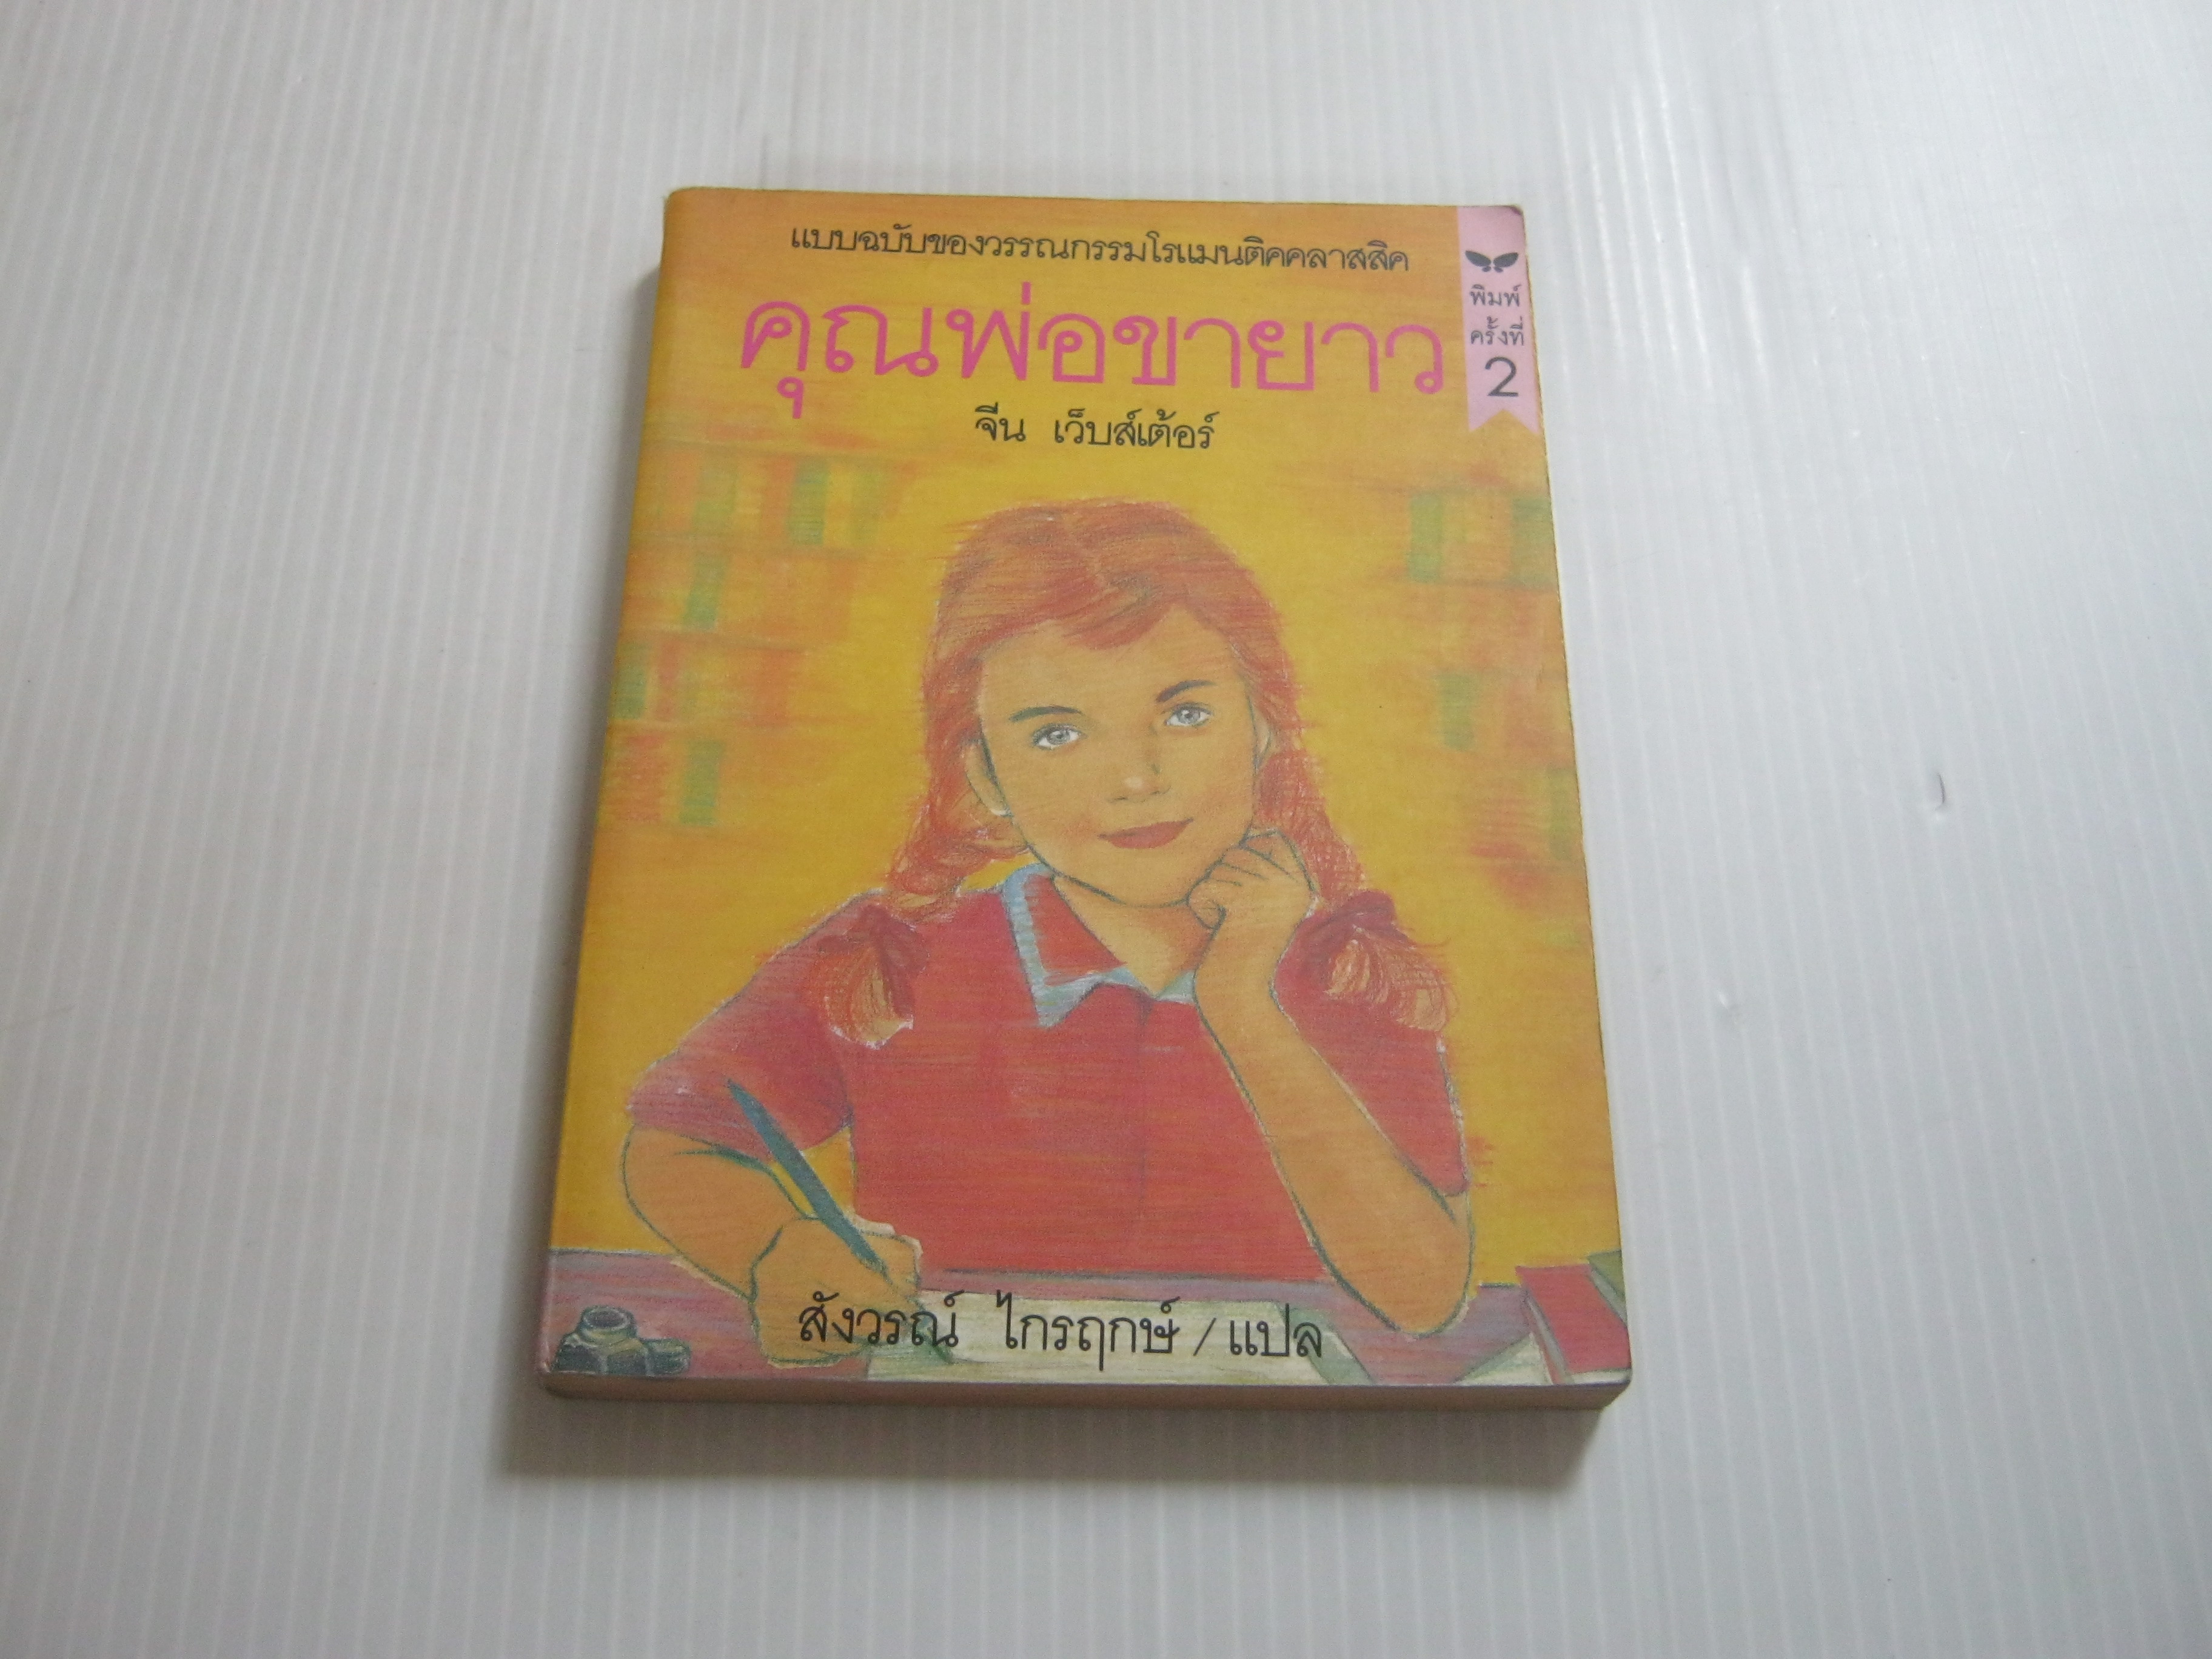 แบบฉบับของวรรณกรรมโรแมนติคคลาสสิค
คุณพ่อขายาว
จีน เว็บส์เต้อร์
พิมพ์
ครั้งที่
2
สังวรณ์ ไกรฤกษ์ / แปล